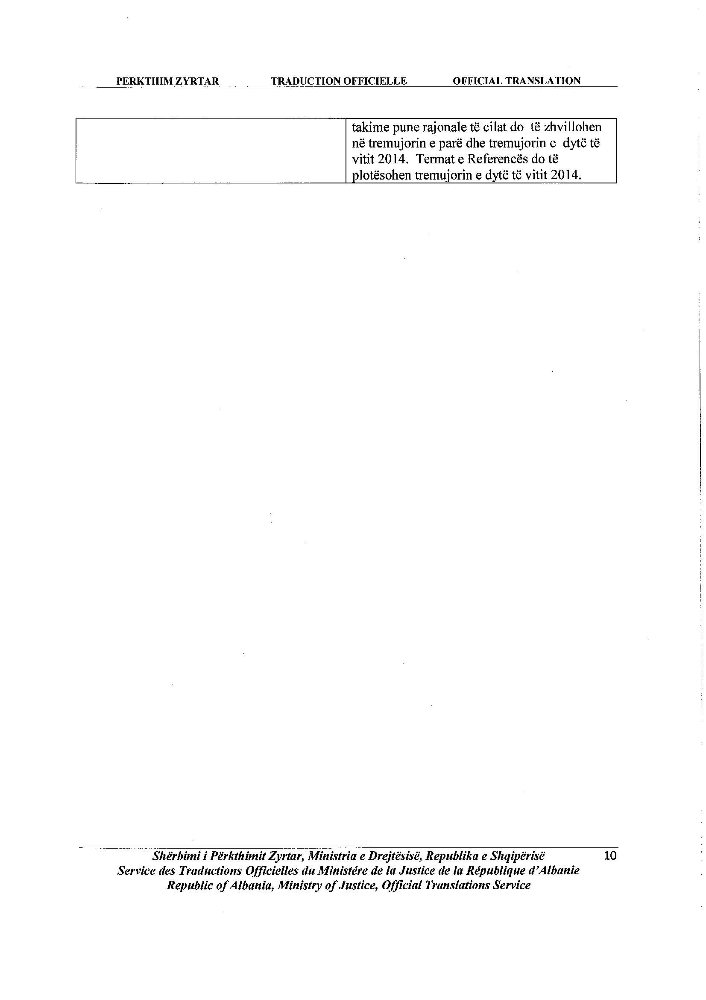 PERKTHIM ZYRTAR TRADUCTION OFFICIELLE OFFICIAL TRANSLATION
takime pune rajonale të cilat do të zhvillohen
në tremujorin e parë dhe tremujorin e dytë të
vitit 2014. Termat e Referencës do të
plotësohen tremujorin e dytë të vitit 2014.
Shërbimi i Përkthimit Zyrtar, Ministria e Drejtësisë, Republika e Shqipërisë 10
Service des Traductions Officielles du Ministére de la Justice de la République d’Albanie
Republic of Albania, Ministry of Justice, Official Translations Service